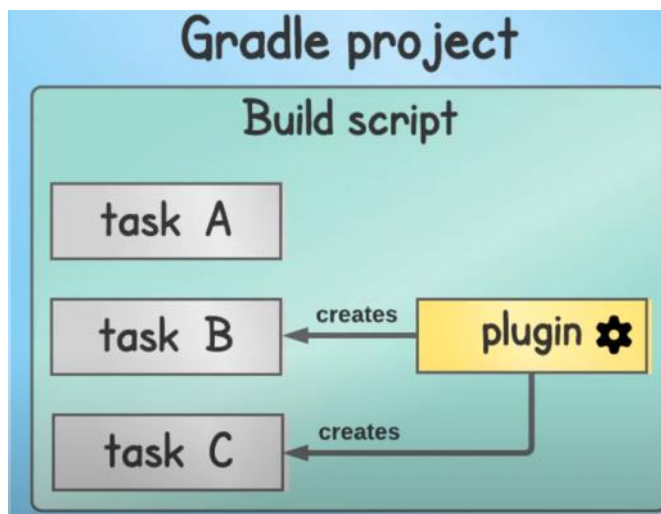 Gradle project
Build script
task A
task B
creates
plugin
task C
creates